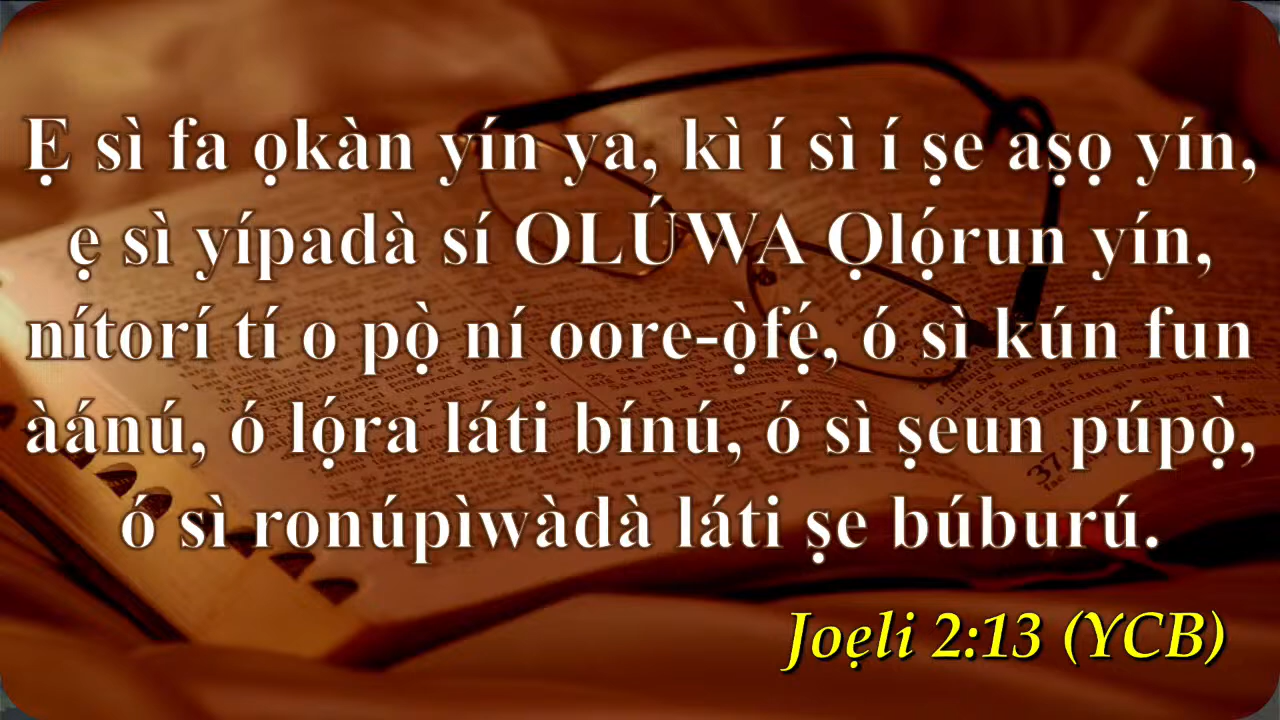 Ẹ sì fa ọkàn yín ya, kì í sì í ṣe aṣọ yín,
ẹ sì yípadà sí OLÚWA Ọlọ́run yín,
nítorí tí o pọ̀ ní oore-ọ̀fẹ́, ó sì kún fun
àánú, ó lọ́ra láti bínú, ó sì ṣeun púpọ̀,
ó sì ronúpìwàdà láti ṣe búburú.
Joẹli 2:13 (YCB)